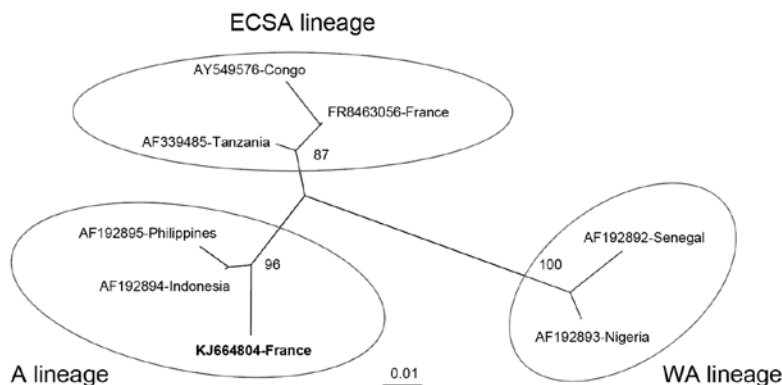 ECSA lineage
AY549576-Congo
FR8463056-France
AF339485-Tanzania
87
AF192895-Philippines
96
AF192894-Indonesia
KJ664804-France
A lineage
0.01
AF192892-Senegal
100
AF192893-Nigeria
WA lineage